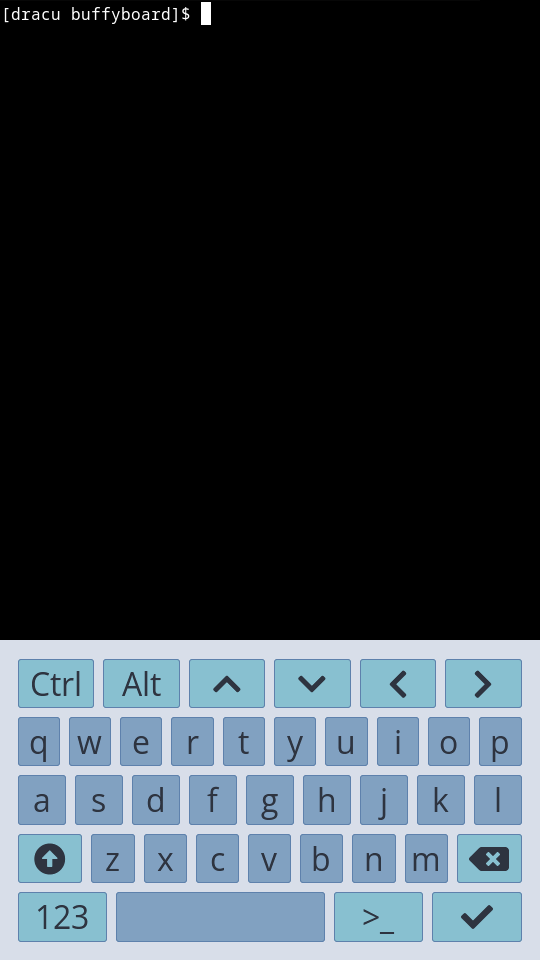 [dracu buffyboard]$
Ctrl Alt
q w e r t y u i o p
a s d f g h j k l
z x c v b n m
123 >_